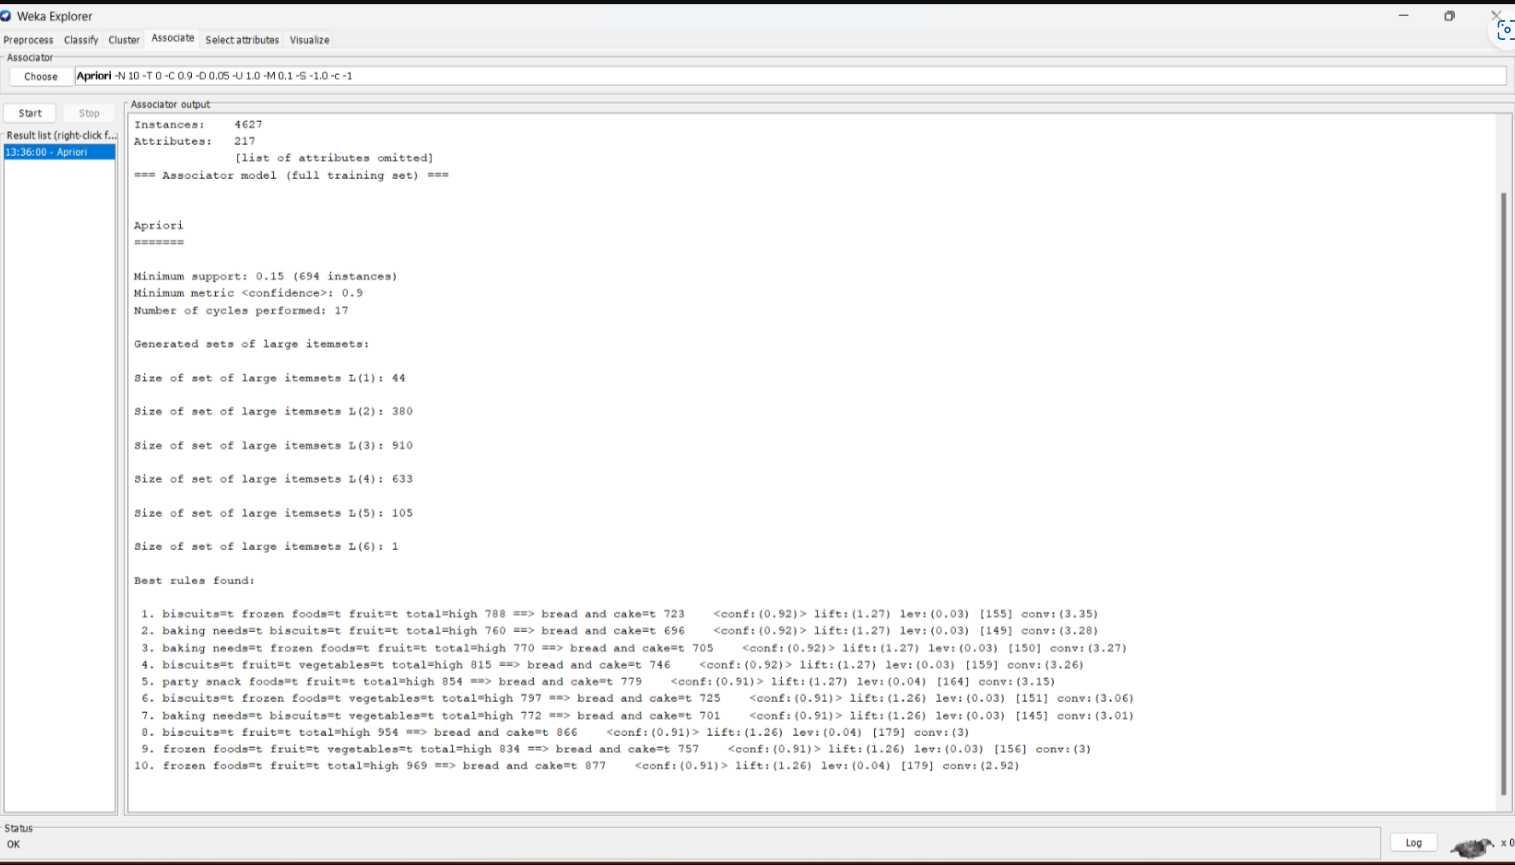 Weka Explorer
Preprocess Classify Cluster Associate Select attributes Visualize
Associator
Choose Apriori -N 10 -T 0 -C 0.9 -D 0.05 -U 1.0 -M 0.1 -S -1.0 -c -1
Start Stop
Result list (right-click f...
13:36:00 - Apriori
Associator output
Instances: 4627
Attributes: 217
[list of attributes omitted]
=== Associator model (full training set) ===
Apriori
=======
Minimum support: 0.15 (694 instances)
Minimum metric <confidence>: 0.9
Number of cycles performed: 17
Generated sets of large itemsets:
Size of set of large itemsets L(1): 44
Size of set of large itemsets L(2): 380
Size of set of large itemsets L(3): 910
Size of set of large itemsets L(4): 633
Size of set of large itemsets L(5): 105
Size of set of large itemsets L(6): 1
Best rules found:
1. biscuits=t frozen foods=t fruit=t total=high 788 ==> bread and cake=t 723 <conf:(0.92)> lift:(1.27) lev:(0.03) [155] conv:(3.35)
2. baking needs=t biscuits=t fruit=t total=high 760 ==> bread and cake=t 696 <conf:(0.92)> lift:(1.27) lev:(0.03) [149] conv:(3.28)
3. baking needs=t frozen foods=t fruit=t total=high 770 ==> bread and cake=t 705 <conf:(0.92)> lift:(1.27) lev:(0.03) [150] conv:(3.27)
4. biscuits=t fruit=t vegetables=t total=high 815 ==> bread and cake=t 746 <conf:(0.92)> lift:(1.27) lev:(0.03) [159] conv:(3.26)
5. party snack foods=t fruit=t total=high 854 ==> bread and cake=t 779 <conf:(0.91)> lift:(1.27) lev:(0.04) [164] conv:(3.15)
6. biscuits=t frozen foods=t vegetables=t total=high 797 ==> bread and cake=t 725 <conf:(0.91)> lift:(1.26) lev:(0.03) [151] conv:(3.06)
7. baking needs=t biscuits=t vegetables=t total=high 772 ==> bread and cake=t 701 <conf:(0.91)> lift:(1.26) lev:(0.03) [145] conv:(3.01)
8. biscuits=t fruit=t total=high 954 ==> bread and cake=t 866 <conf:(0.91)> lift:(1.26) lev:(0.04) [179] conv:(3)
9. frozen foods=t fruit=t vegetables=t total=high 834 ==> bread and cake=t 757 <conf:(0.91)> lift:(1.26) lev:(0.03) [156] conv:(3)
10. frozen foods=t fruit=t total=high 969 ==> bread and cake=t 877 <conf:(0.91)> lift:(1.26) lev:(0.04) [179] conv:(2.92)
Status
OK
Log
x 0